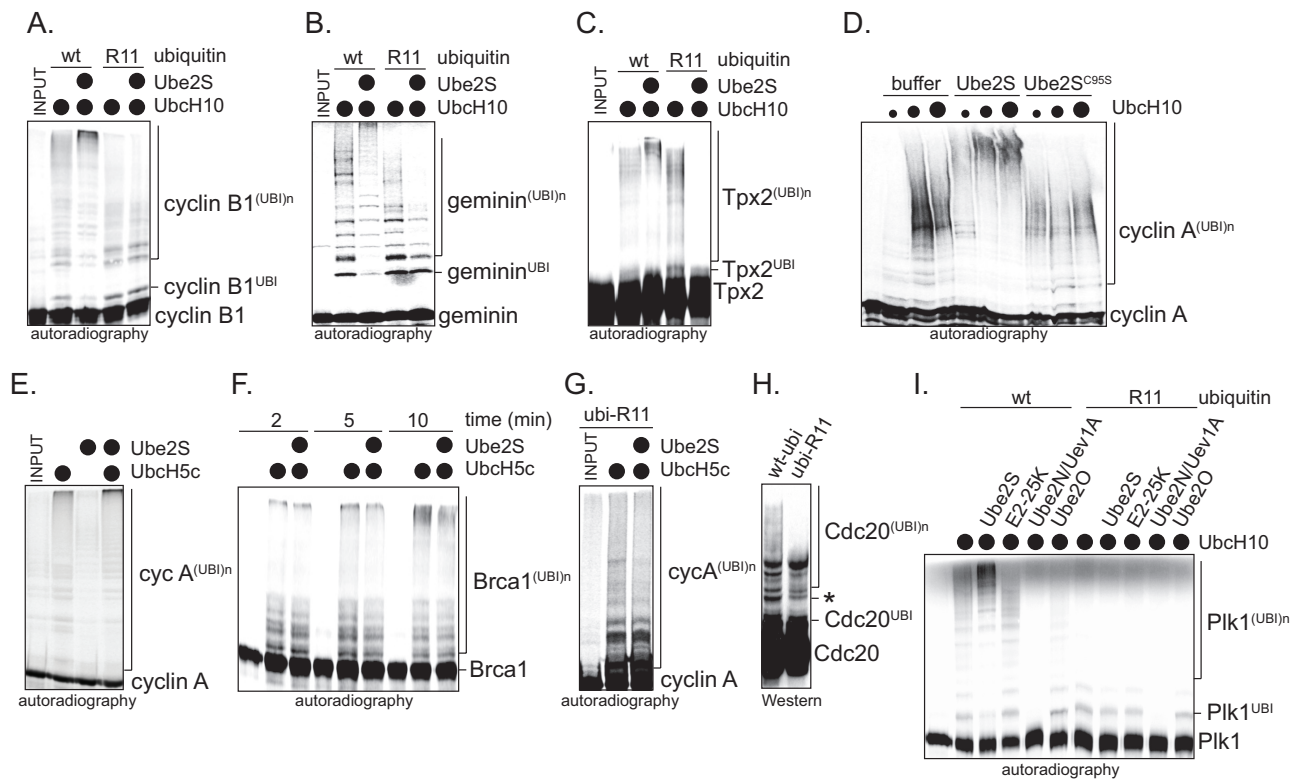 A.
wt R11 ubiquitin
Ube2S
UbcH10
INPUT
cyclin B1(UBI)n
cyclin B1UBI
cyclin B1
autoradiography
B.
wt R11 ubiquitin
Ube2S
UbcH10
INPUT
geminin(UBI)n
gemininUBI
geminin
autoradiography
C.
wt R11 ubiquitin
Ube2S
UbcH10
INPUT
Tpx2(UBI)n
Tpx2UBI
Tpx2
autoradiography
D.
buffer Ube2S Ube2SC95S
UbcH10
cyclin A(UBI)n
cyclin A
autoradiography
E.
INPUT
Ube2S
UbcH5c
cyc A(UBI)n
cyclin A
autoradiography
F.
2 5 10 time (min)
Ube2S
UbcH5c
Brca1(UBI)n
Brca1
autoradiography
G.
ubi-R11
INPUT
Ube2S
UbcH5c
cycA(UBI)n
cyclin A
autoradiography
H.
wt-ubi
ubi-R11
Cdc20(UBI)n
*
Cdc20UBI
Cdc20
Western
I.
wt R11 ubiquitin
Ube2S
E2-25K
Ube2N/Uev1A
Ube2O
Ube2S
E2-25K
Ube2N/Uev1A
Ube2O
UbcH10
Plk1(UBI)n
Plk1UBI
Plk1
autoradiography